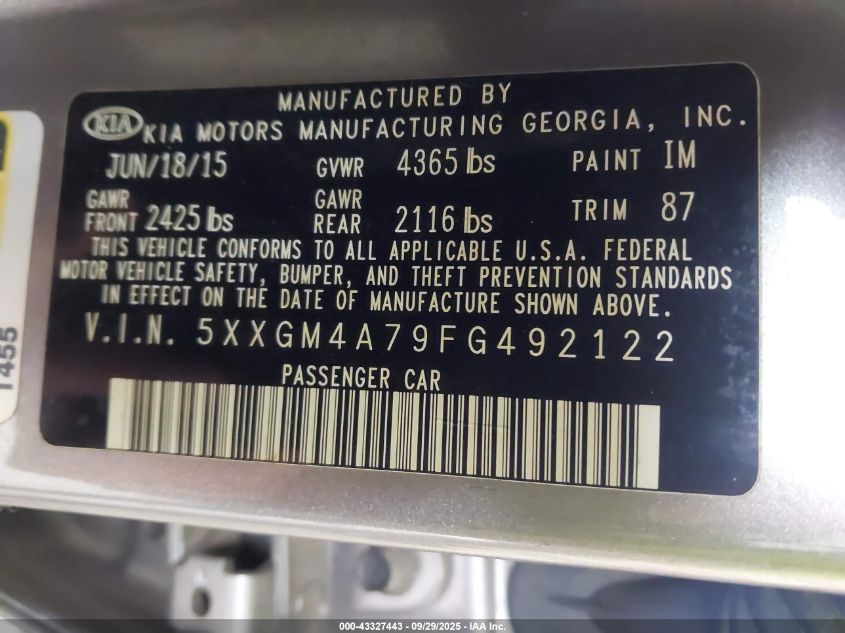 MANUFACTURED BY
KIA KIA MOTORS MANUFACTURING GEORGIA, INC.
JUN/18/15 GVWR 4365 lbs PAINT IM
GAWR FRONT 2425 lbs GAWR REAR 2116 lbs TRIM 87
THIS VEHICLE CONFORMS TO ALL APPLICABLE U.S.A. FEDERAL
MOTOR VEHICLE SAFETY, BUMPER, AND THEFT PREVENTION STANDARDS
IN EFFECT ON THE DATE OF MANUFACTURE SHOWN ABOVE.
V.I.N. 5XXGM4A79FG492122
PASSENGER CAR
1455
000-43327443 - 09/29/2025 - IAA Inc.